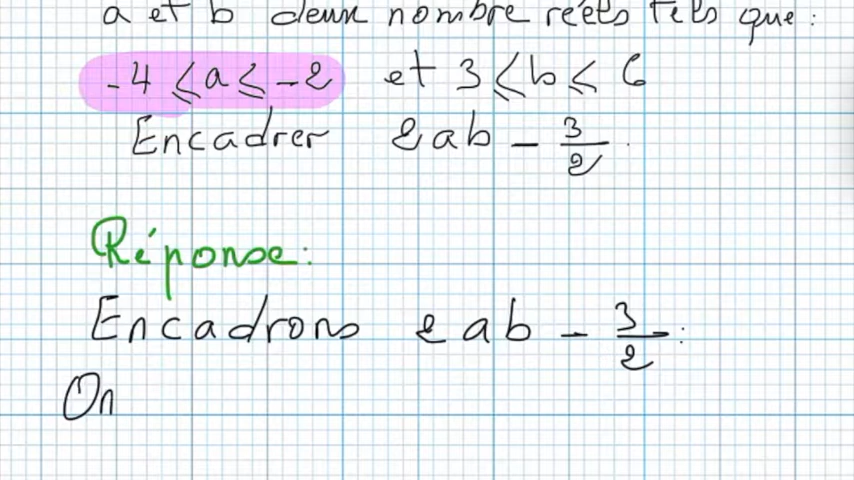 a et b deux nombre réels tels que :
-4 ⩽ a ⩽ -2 et 3 ⩽ b ⩽ 6
Encadrer 2ab - 3/2.
Réponse:
Encadrons 2ab - 3/2:
On